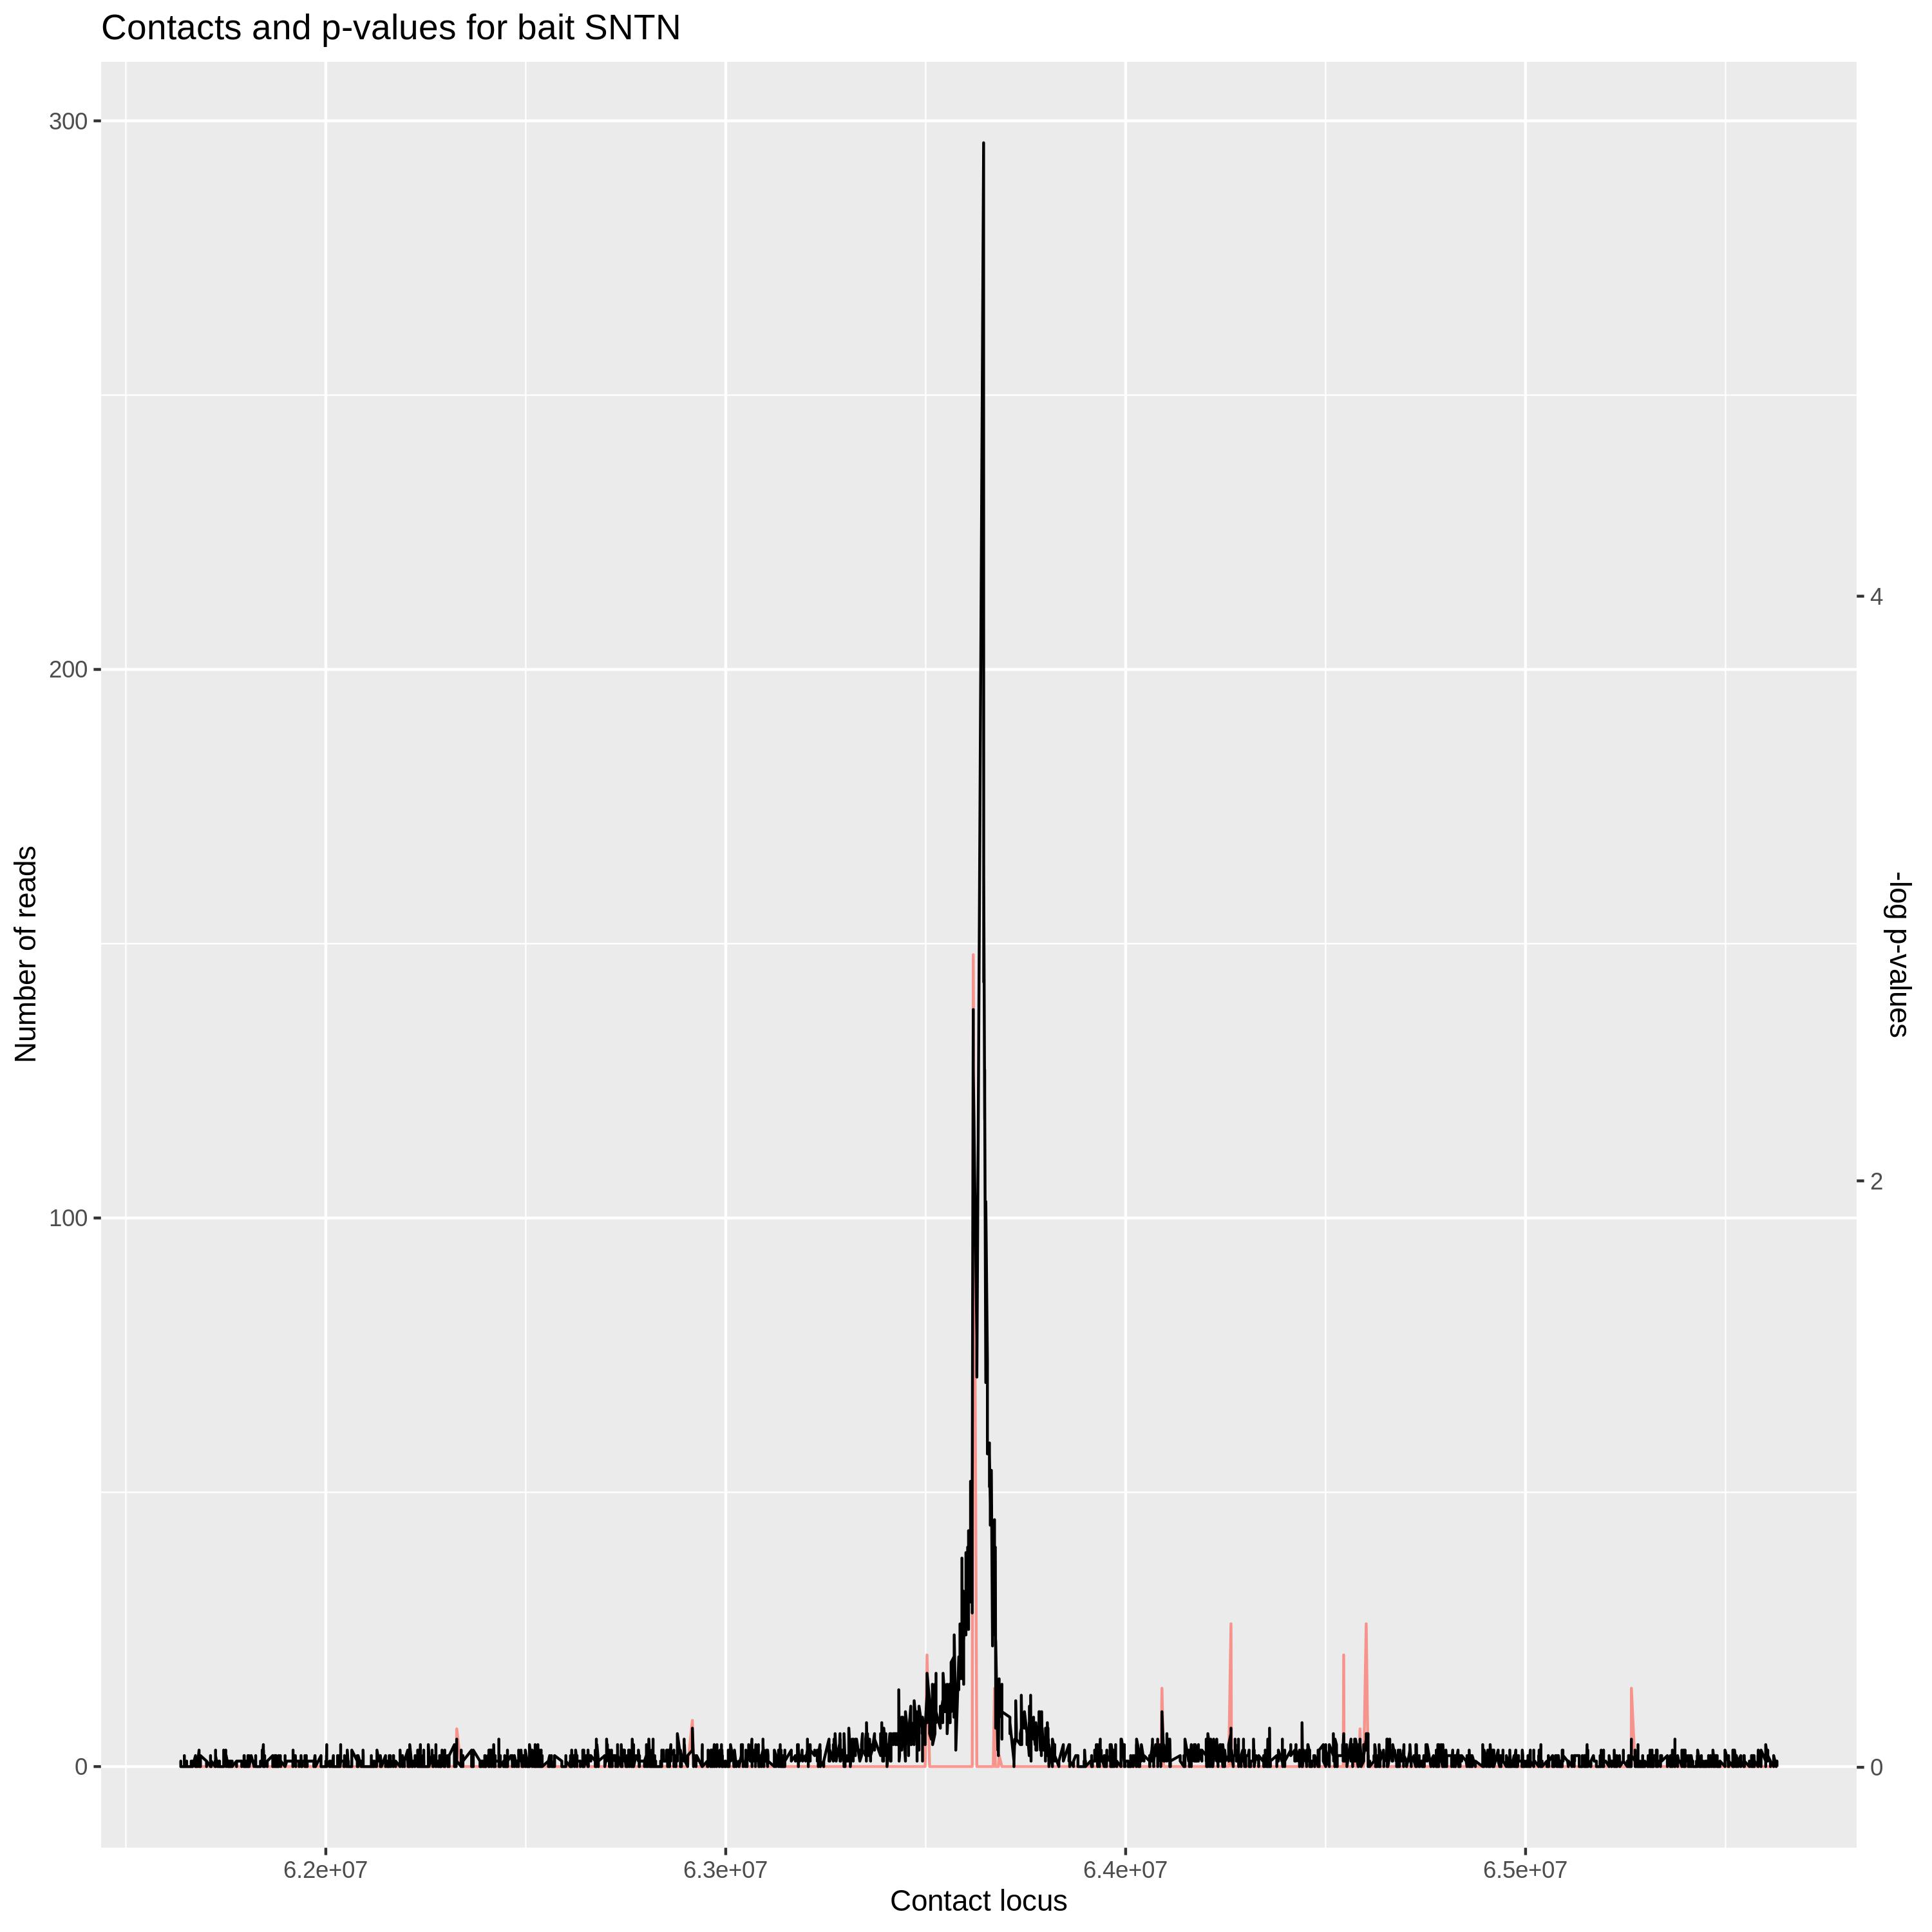 Contacts and p-values for bait SNTN
300
200
100
0
Number of reads
4
2
0
-log p-values
6.2e+07
6.3e+07
6.4e+07
6.5e+07
Contact locus